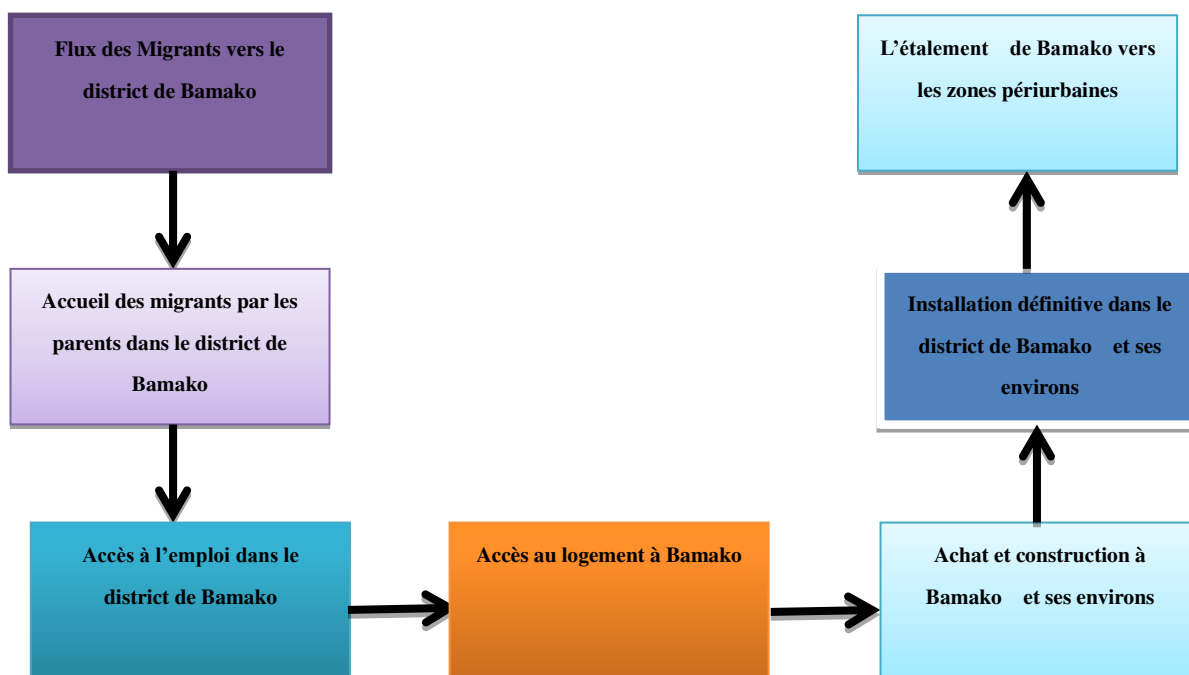 Flux des Migrants vers le
district de Bamako
Accueil des migrants par les
parents dans le district de
Bamako
Accès à l’emploi dans le
district de Bamako
Accès au logement à Bamako
Achat et construction à
Bamako et ses environs
Installation définitive dans le
district de Bamako et ses
environs
L’étalement de Bamako vers
les zones périurbaines